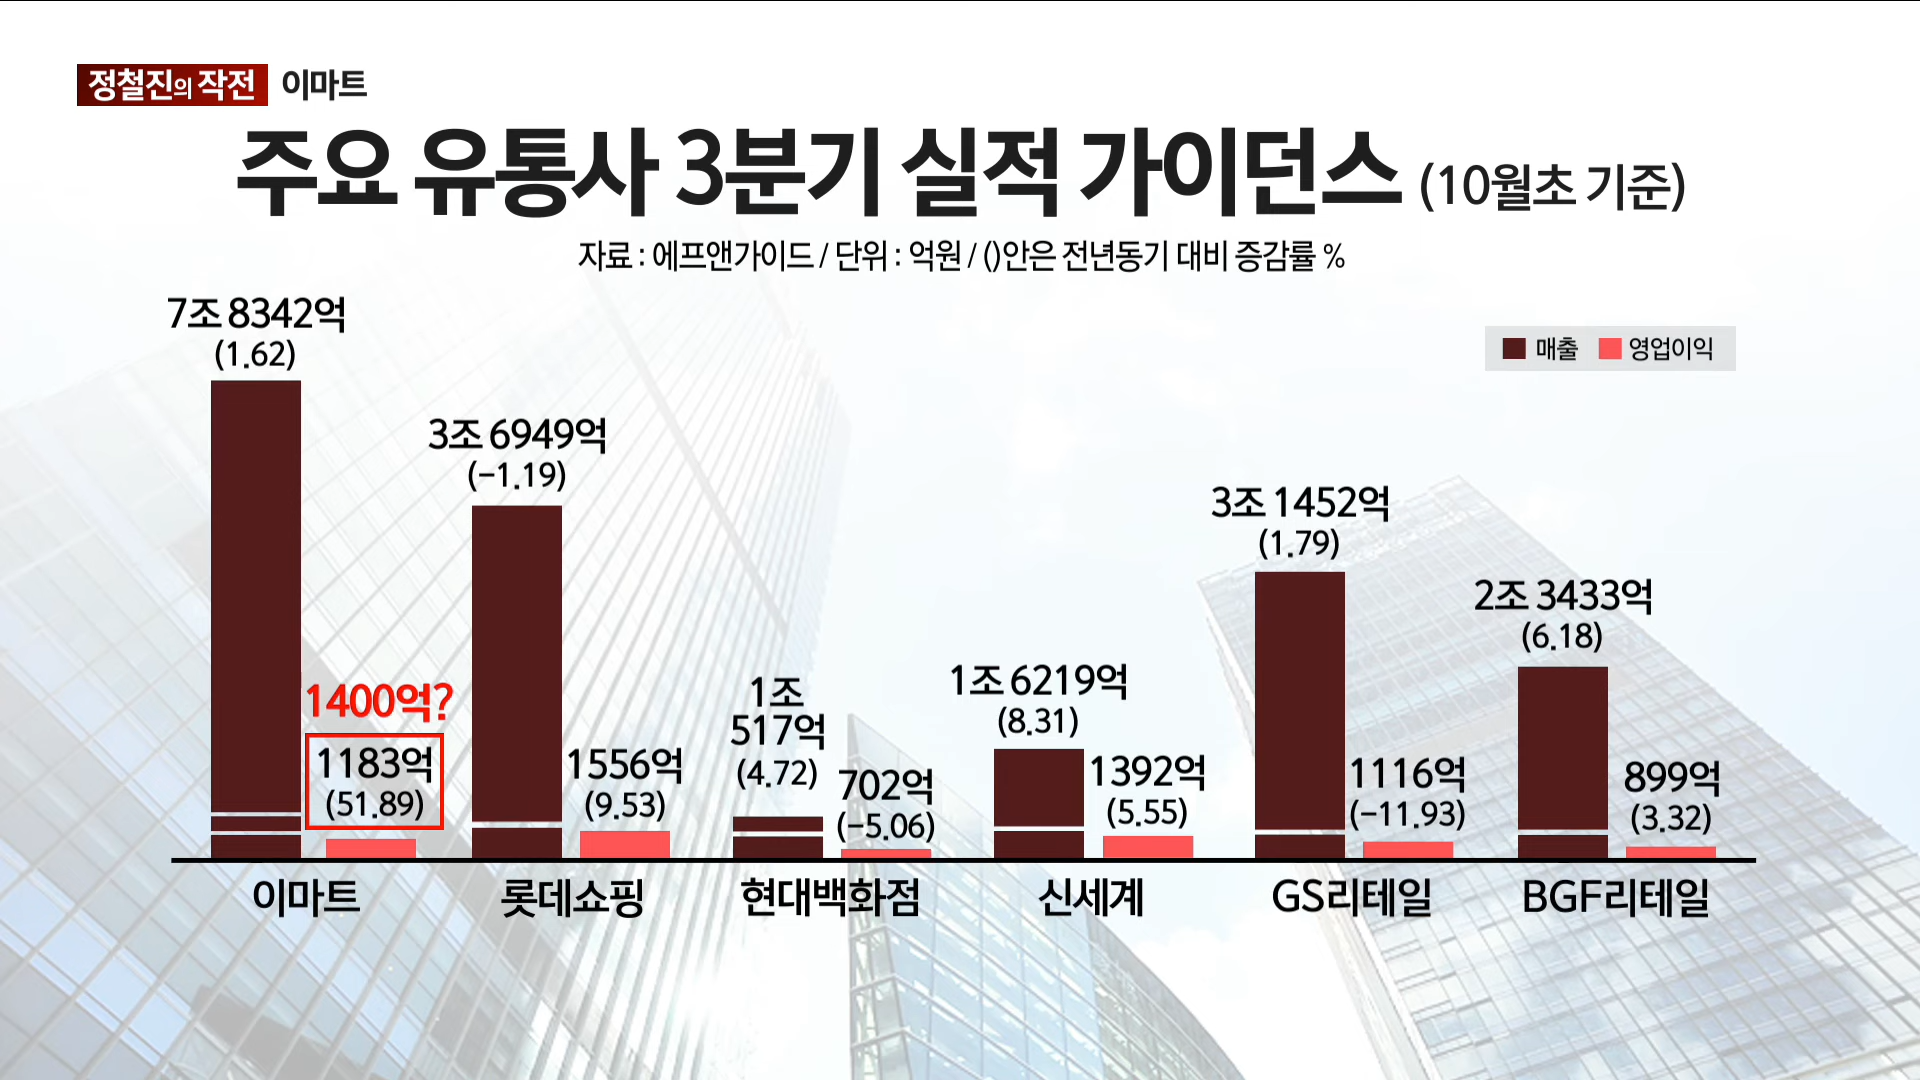 정철진의 작전 이마트
주요 유통사 3분기 실적 가이던스 (10월초 기준)
자료 : 에프앤가이드 / 단위 : 억원 / ()안은 전년동기 대비 증감률 %
매출 영업이익
7조 8342억
(1.62)
1400억?
1183억
(51.89)
이마트
3조 6949억
(-1.19)
1556억
(9.53)
롯데쇼핑
1조
517억
(4.72)
702억
(-5.06)
현대백화점
1조 6219억
(8.31)
1392억
(5.55)
신세계
3조 1452억
(1.79)
1116억
(-11.93)
GS리테일
2조 3433억
(6.18)
899억
(3.32)
BGF리테일